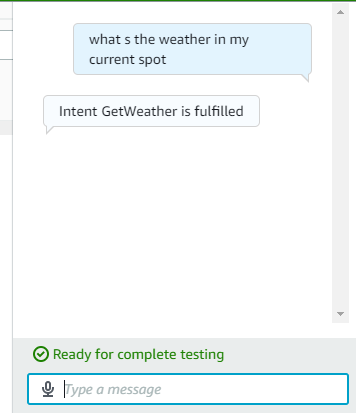 what s the weather in my
current spot
Intent GetWeather is fulfilled
Ready for complete testing
Type a message